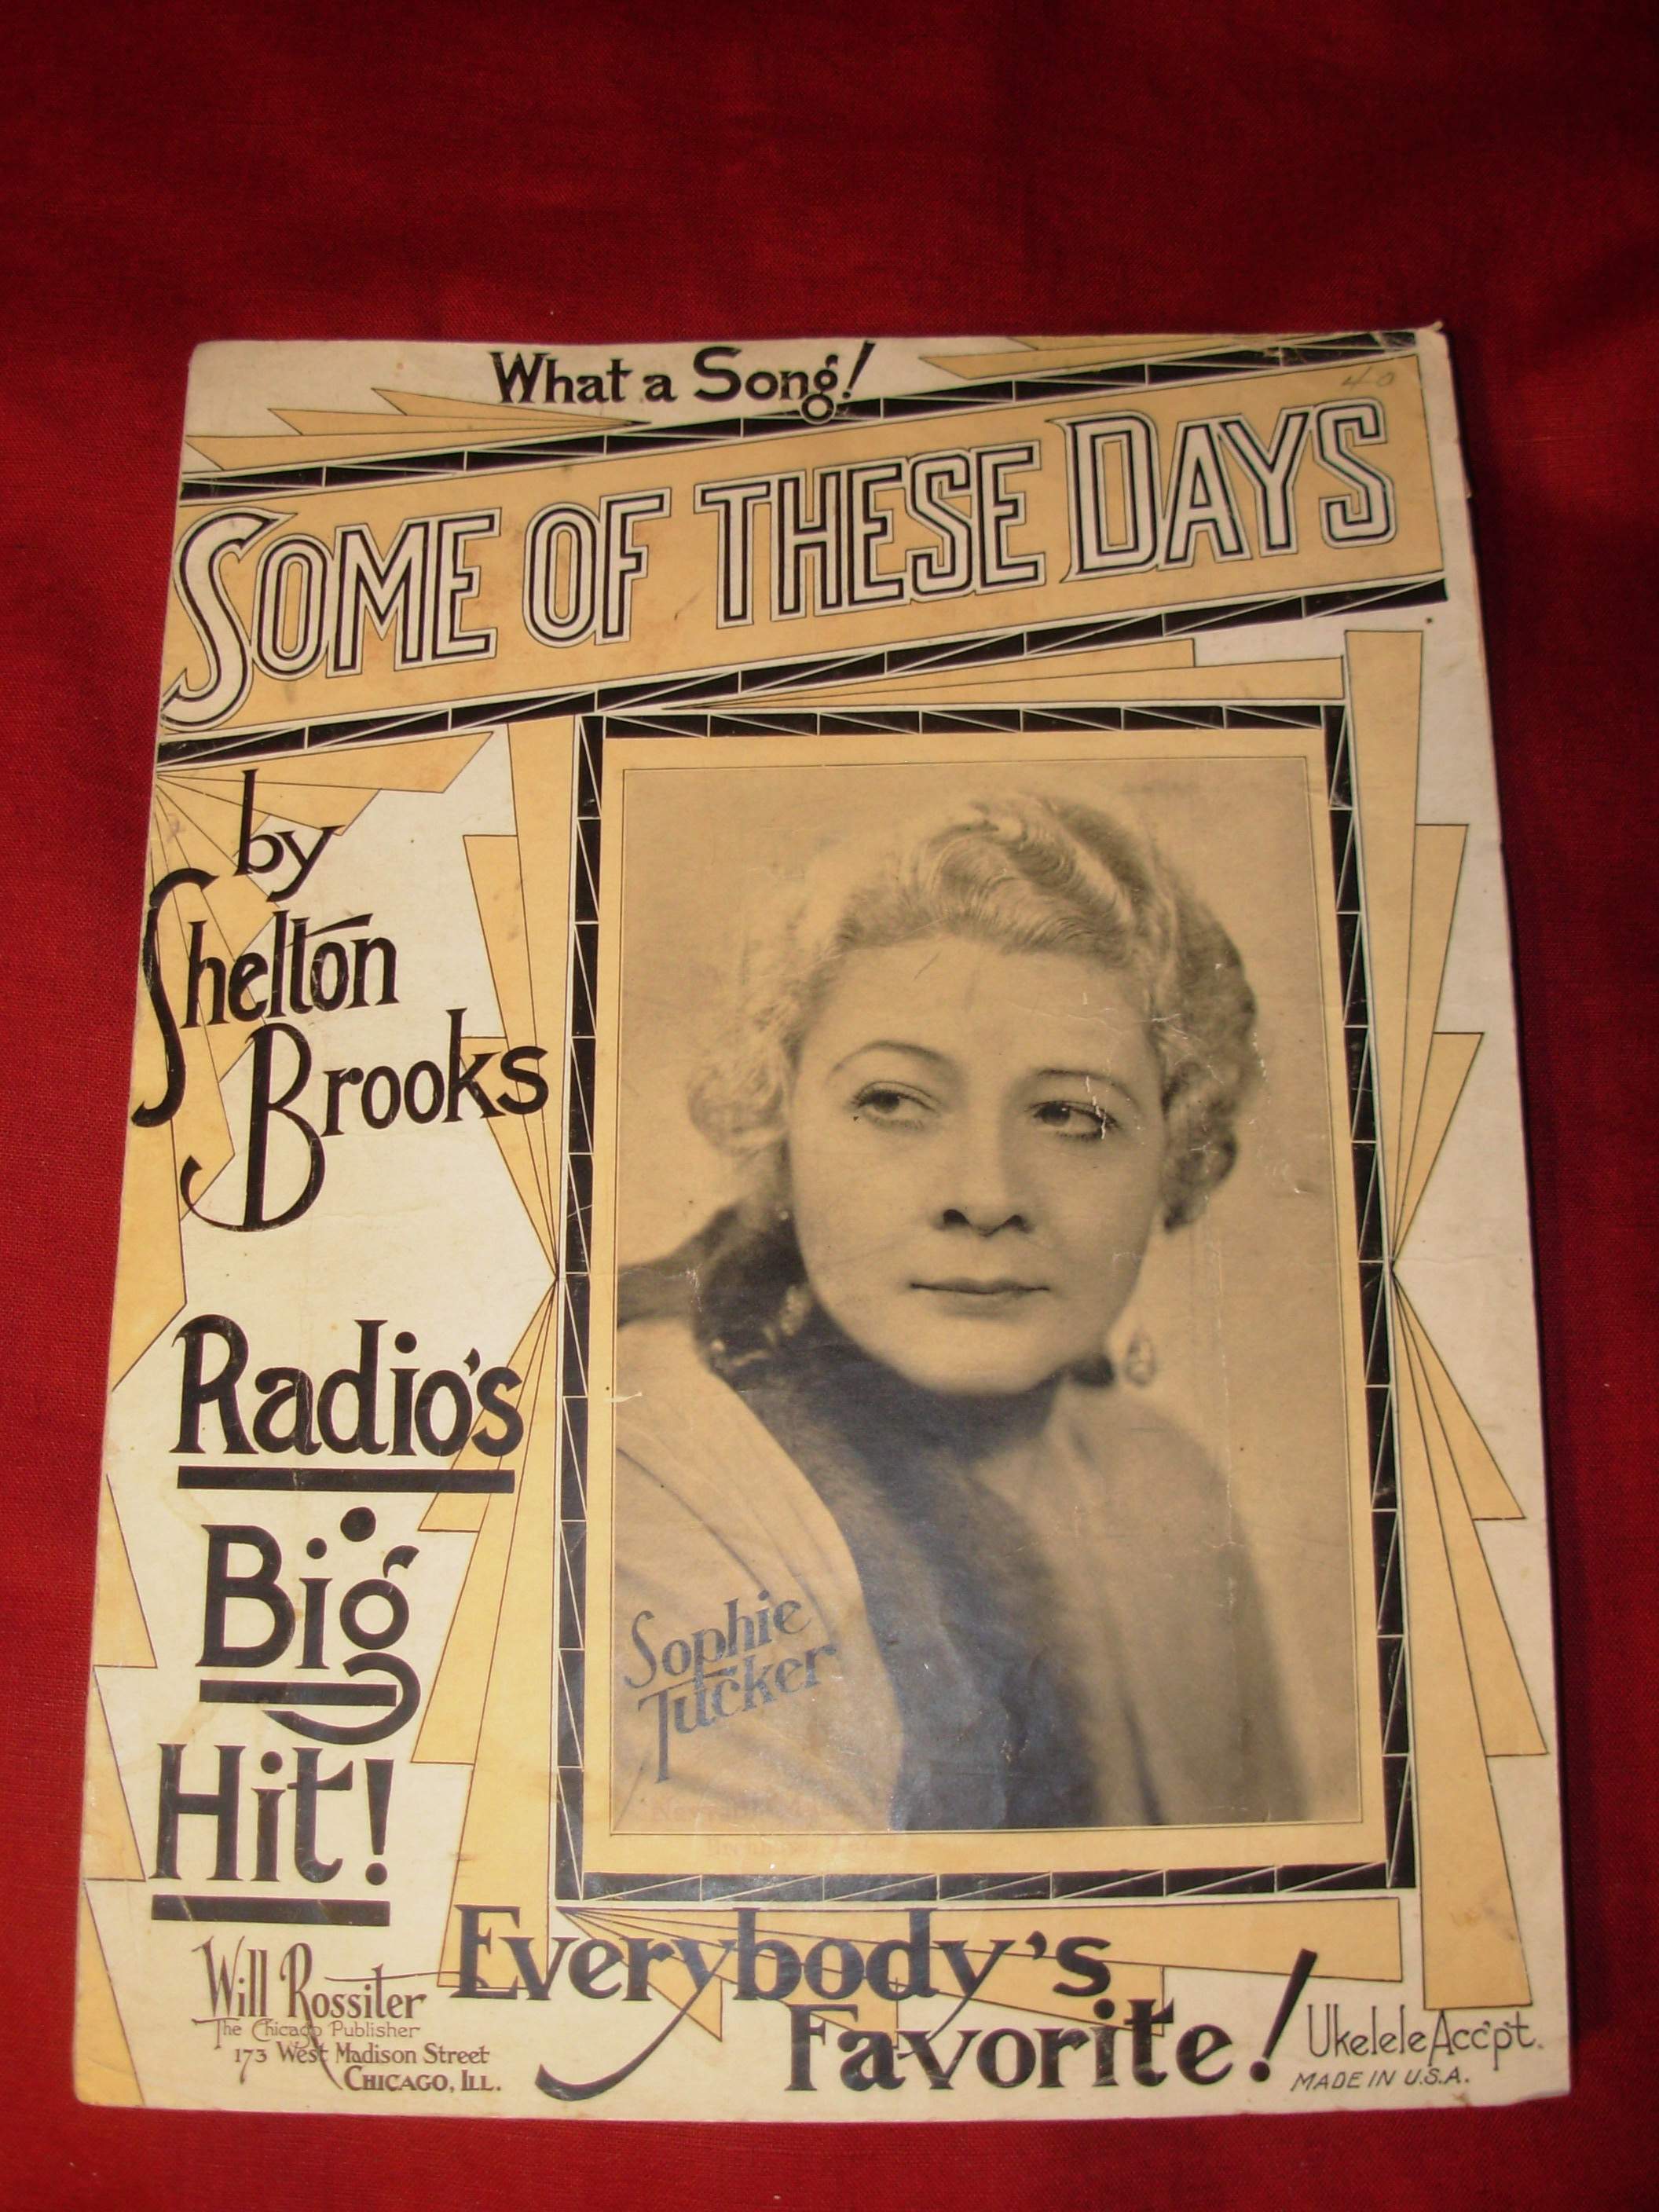 What a Song!
40
SOME OF THESE DAYS
by
Shelton
Brooks
Radio's
Big
Hit!
Sophie
Tucker
Everybody's
Favorite!
Will Rossiter
The Chicago Publisher
173 West Madison Street
CHICAGO, ILL.
Ukelele Acc'pt.
MADE IN U.S.A.